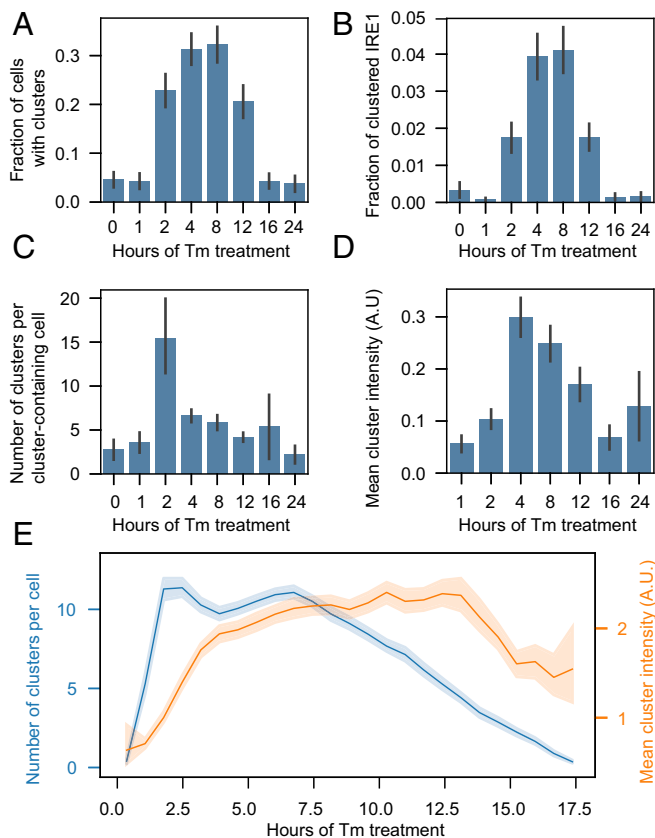 A
Fraction of cells
with clusters
0.3
0.2
0.1
0.0
0 1 2 4 8 12 16 24
Hours of Tm treatment
B
Fraction of clustered IRE1
0.05
0.04
0.03
0.02
0.01
0.00
0 1 2 4 8 12 16 24
Hours of Tm treatment
C
Number of clusters per
cluster-containing cell
20
15
10
5
0
0 1 2 4 8 12 16 24
Hours of Tm treatment
D
Mean cluster intensity (A.U)
0.3
0.2
0.1
0.0
1 2 4 8 12 16 24
Hours of Tm treatment
E
Number of clusters per cell
10
5
0
Mean cluster intensity (A.U.)
2
1
0.0 2.5 5.0 7.5 10.0 12.5 15.0 17.5
Hours of Tm treatment